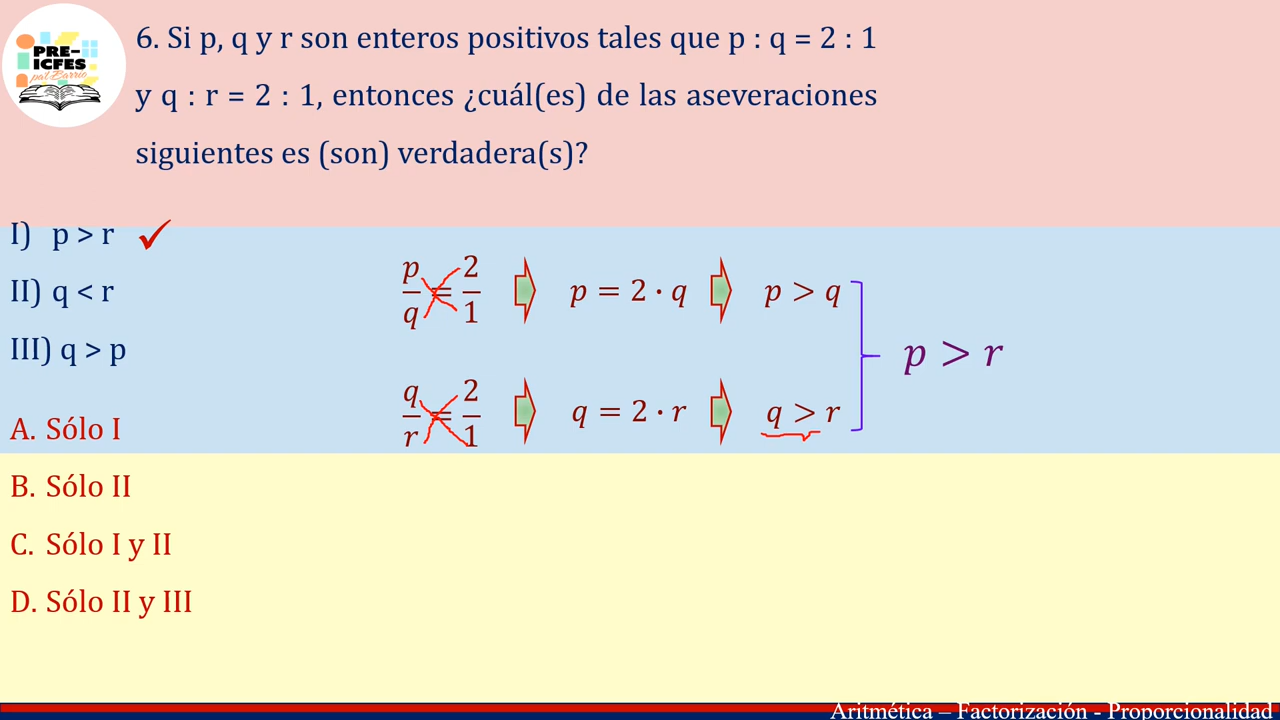 PRE-
ICFES
pal Barrio
6. Si p, q y r son enteros positivos tales que p : q = 2 : 1
y q : r = 2 : 1, entonces ¿cuál(es) de las aseveraciones
siguientes es (son) verdadera(s)?
I) p > r ✓
II) q < r
III) q > p
A. Sólo I
B. Sólo II
C. Sólo I y II
D. Sólo II y III
p/q = 2/1 ⇨ p = 2 · q ⇨ p > q
q/r = 2/1 ⇨ q = 2 · r ⇨ q > r
p > r
Aritmética – Factorización - Proporcionalidad